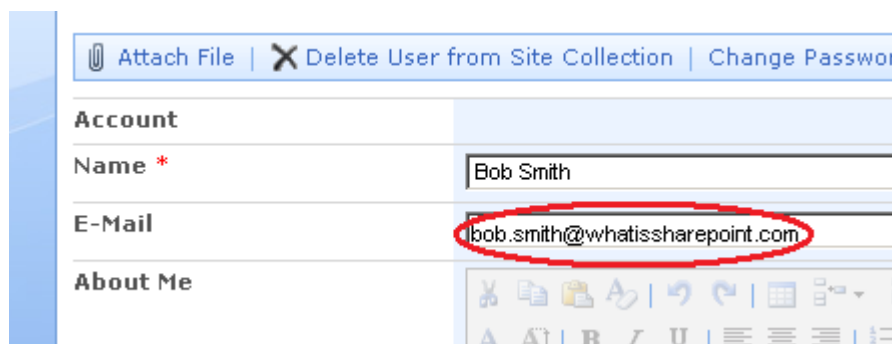 Attach File | Delete User from Site Collection | Change Passwor
Account
Name * Bob Smith
E-Mail bob.smith@whatissharepoint.com
About Me
A A B I U